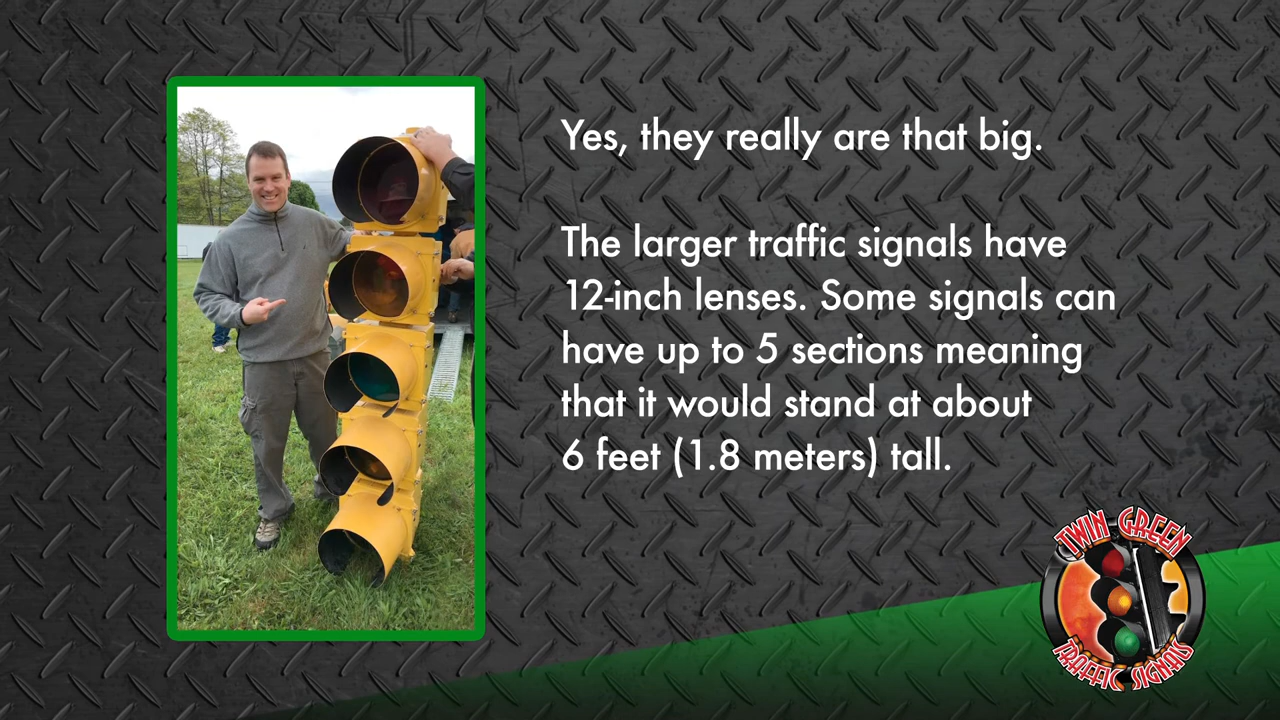 Yes, they really are that big.
The larger traffic signals have
12-inch lenses. Some signals can
have up to 5 sections meaning
that it would stand at about
6 feet (1.8 meters) tall.
TWIN GREEN
TRAFFIC SIGNALS